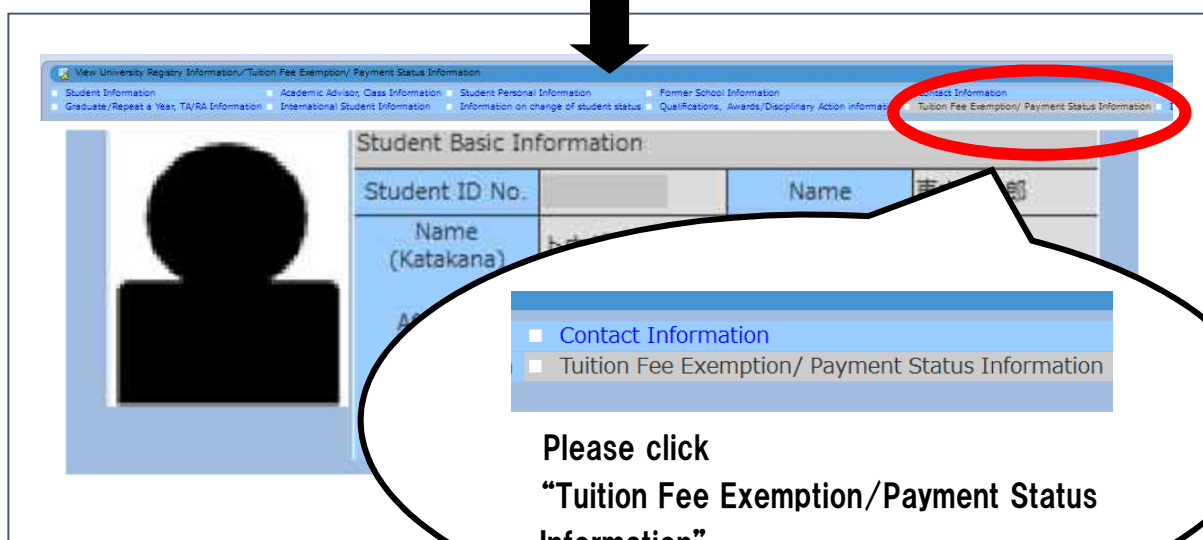 View University Registry Information/Tuition Fee Exemption/ Payment Status Information
Student Information Academic Advisor, Class Information Student Personal Information Former School Information Contact Information
Graduate/Repeat a Year, TA/RA Information International Student Information Information on change of student status Qualifications, Awards/Disciplinary Action information Tuition Fee Exemption/ Payment Status Information
Student Basic Information
Student ID No. Name
Name
(Katakana)
Contact Information
Tuition Fee Exemption/ Payment Status Information
Please click
“Tuition Fee Exemption/Payment Status
Information”